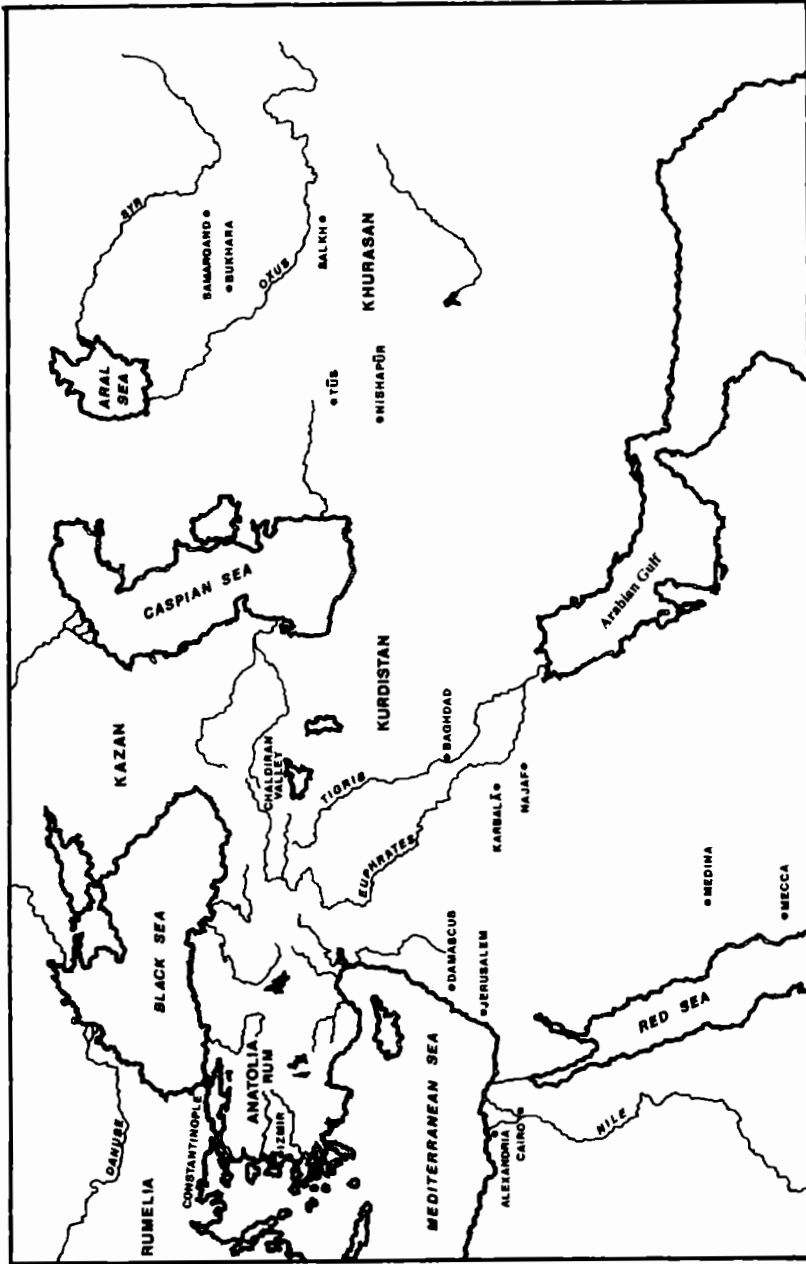 SYR
SAMARQAND
BUKHARA
ARAL
SEA
OXUS
BALKH
KHURASAN
TŪS
NISHAPŪR
CASPIAN SEA
KAZAN
CHALDIRAN
VALLEY
KURDISTAN
TIGRIS
BAGHDAD
EUPHRATES
KARBALĀ
NAJAF
Arabian Gulf
BLACK SEA
DANUBE
RUMELIA
CONSTANTINOPLE
ANATOLIA
RUM
IZMIR
MEDITERRANEAN SEA
DAMASCUS
JERUSALEM
ALEXANDRIA
CAIRO
NILE
RED SEA
MEDINA
MECCA